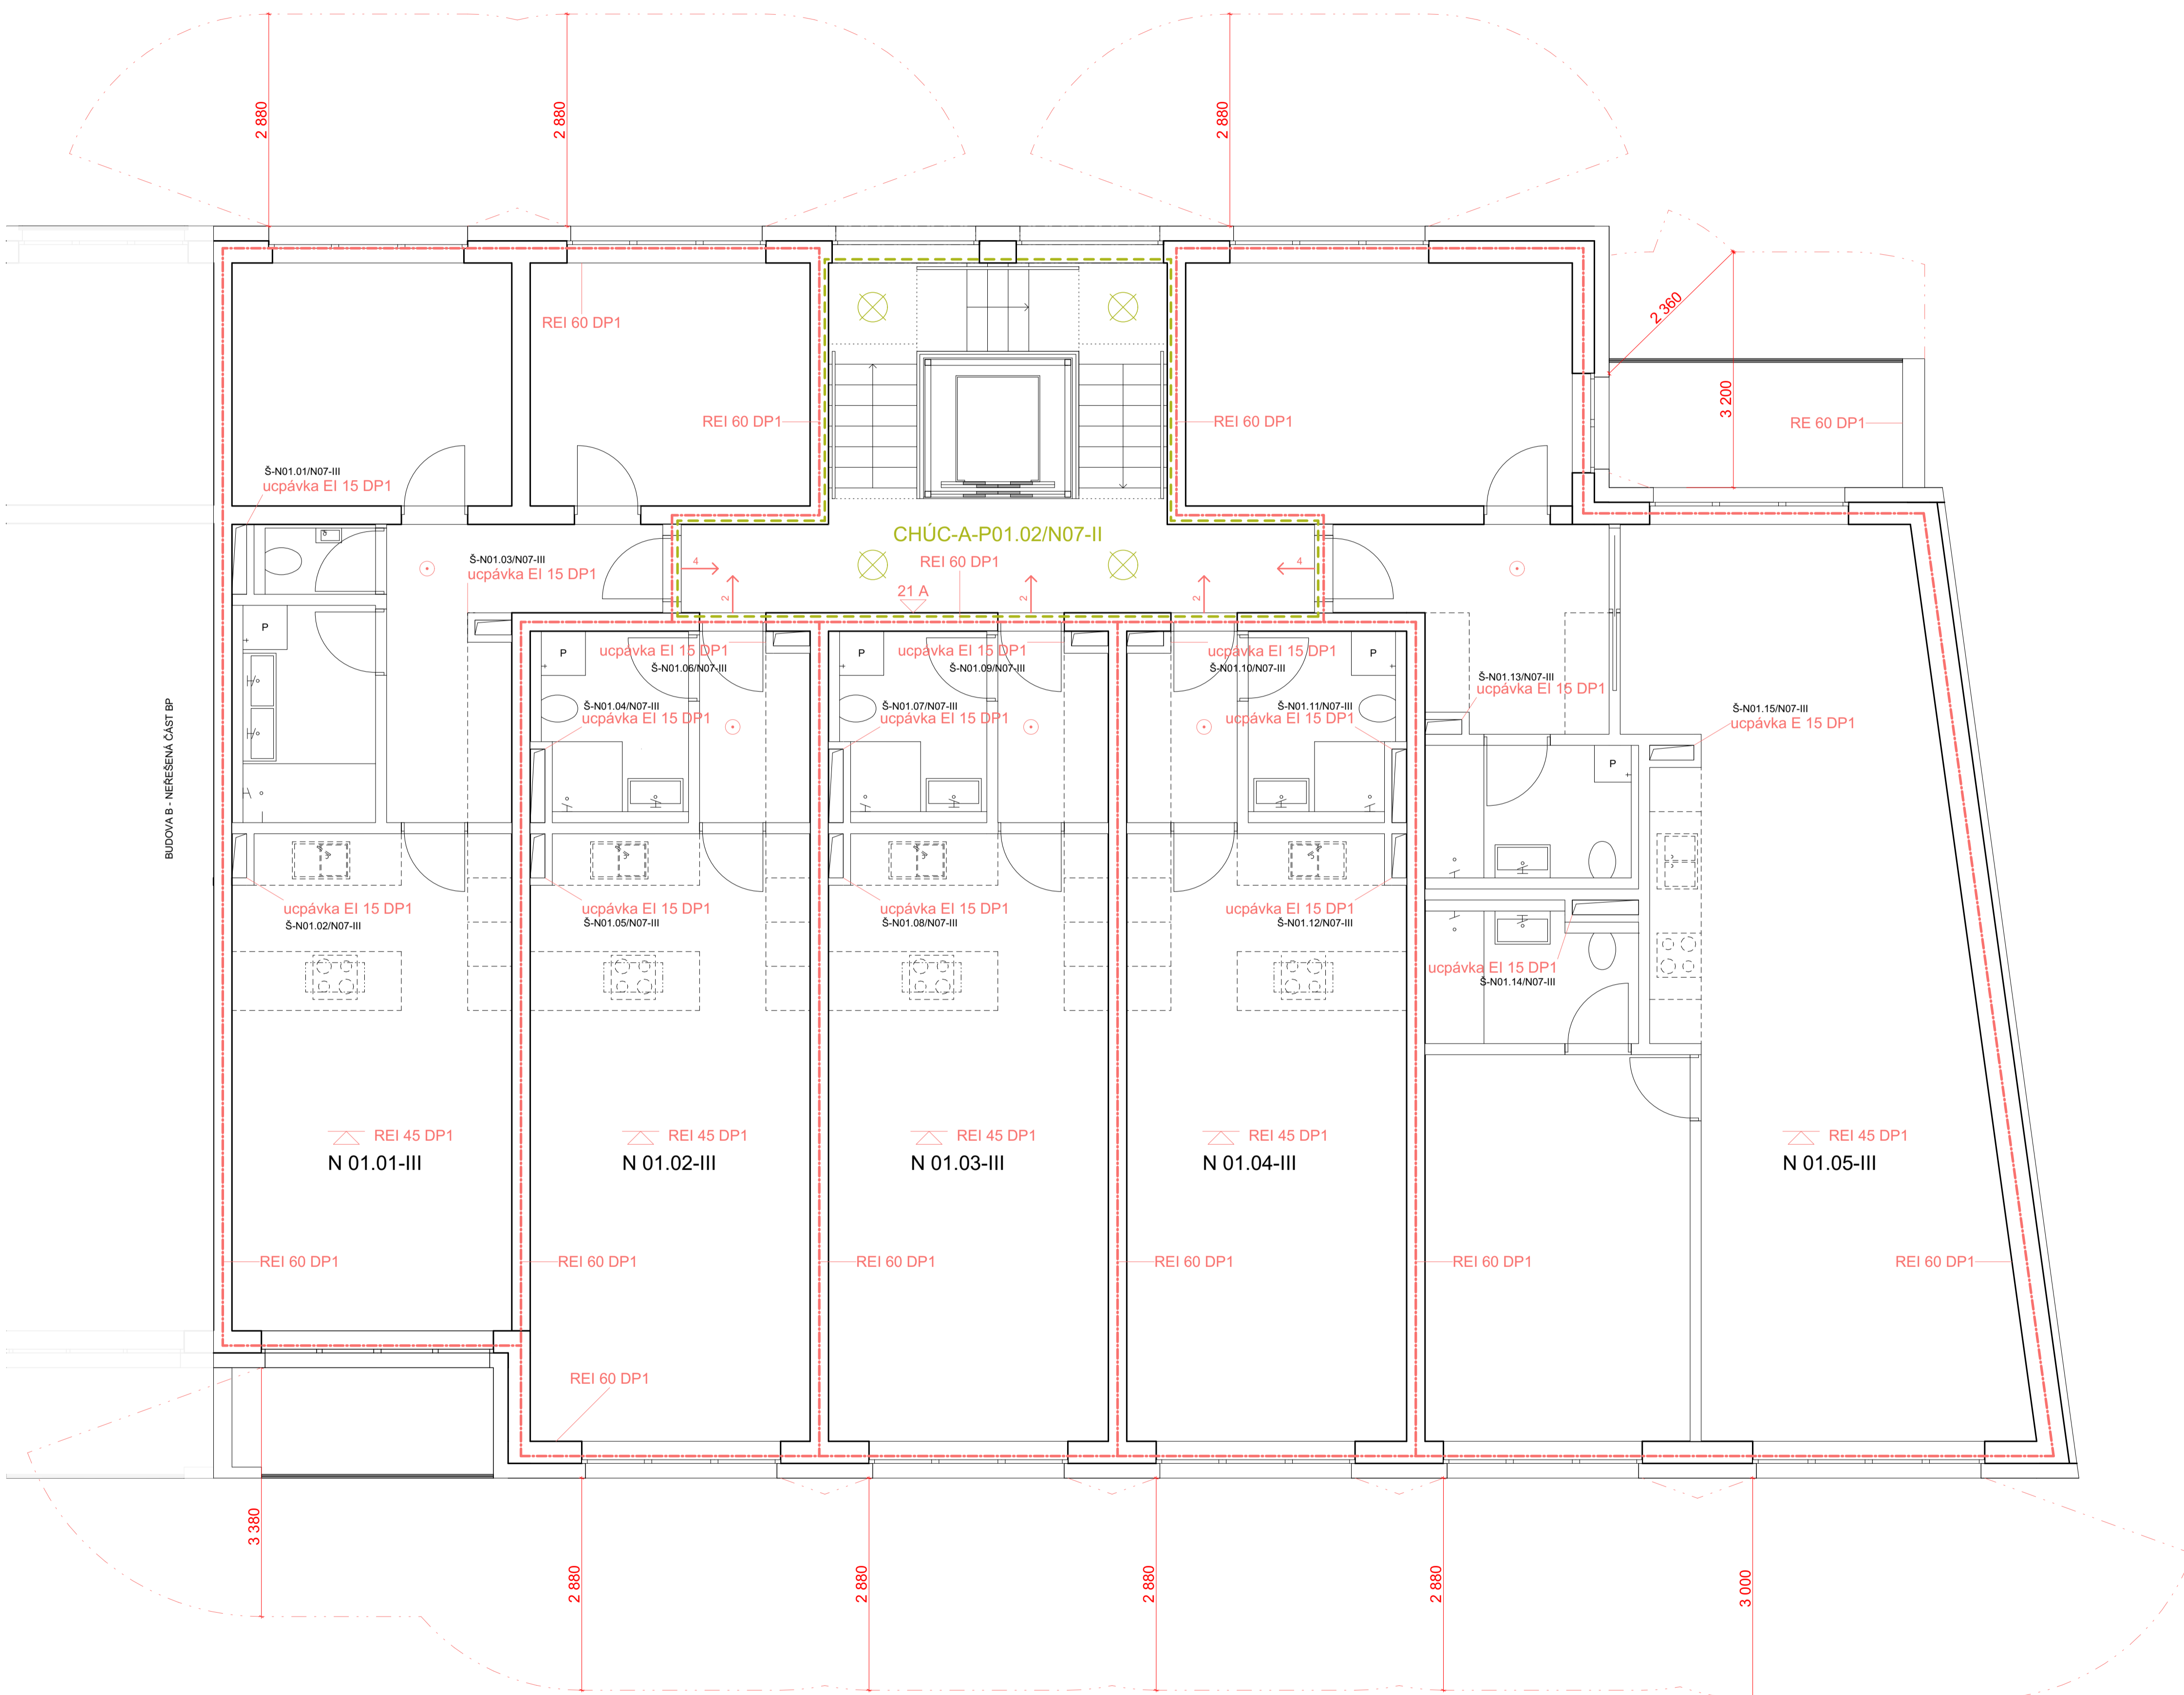 2 880
2 880
2 880
2 360
3 200
REI 60 DP1
REI 60 DP1
REI 60 DP1
RE 60 DP1
Š-N01.01/N07-III
ucpávka EI 15 DP1
CHÚC-A-P01.02/N07-II
Š-N01.03/N07-III
ucpávka EI 15 DP1
REI 60 DP1
4
4
21 A
2
2
2
P
P
P
P
ucpávka EI 15 DP1
Š-N01.06/N07-III
ucpávka EI 15 DP1
Š-N01.09/N07-III
ucpávka EI 15 DP1
Š-N01.10/N07-III
Š-N01.13/N07-III
ucpávka EI 15 DP1
Š-N01.04/N07-III
ucpávka EI 15 DP1
Š-N01.07/N07-III
ucpávka EI 15 DP1
Š-N01.11/N07-III
ucpávka EI 15 DP1
Š-N01.15/N07-III
ucpávka E 15 DP1
P
BUDOVA B - NEŘEŠENÁ ČÁST BP
ucpávka EI 15 DP1
Š-N01.02/N07-III
ucpávka EI 15 DP1
Š-N01.05/N07-III
ucpávka EI 15 DP1
Š-N01.08/N07-III
ucpávka EI 15 DP1
Š-N01.12/N07-III
ucpávka EI 15 DP1
Š-N01.14/N07-III
REI 45 DP1
N 01.01-III
REI 45 DP1
N 01.02-III
REI 45 DP1
N 01.03-III
REI 45 DP1
N 01.04-III
REI 45 DP1
N 01.05-III
REI 60 DP1
REI 60 DP1
REI 60 DP1
REI 60 DP1
REI 60 DP1
REI 60 DP1
REI 60 DP1
3 380
2 880
2 880
2 880
2 880
3 000